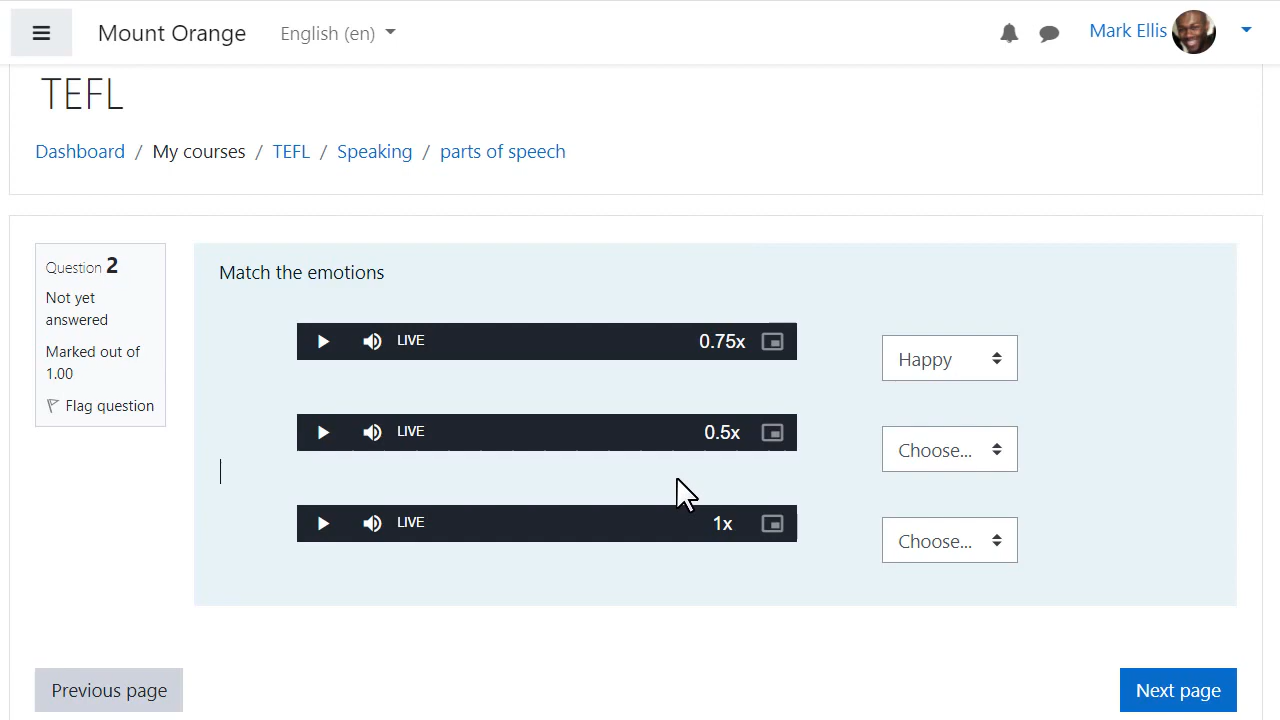 Mount Orange English (en) Mark Ellis
TEFL
Dashboard / My courses / TEFL / Speaking / parts of speech
Question 2
Not yet
answered
Marked out of
1.00
Flag question
Match the emotions
LIVE 0.75x
Happy
LIVE 0.5x
Choose...
LIVE 1x
Choose...
Previous page
Next page